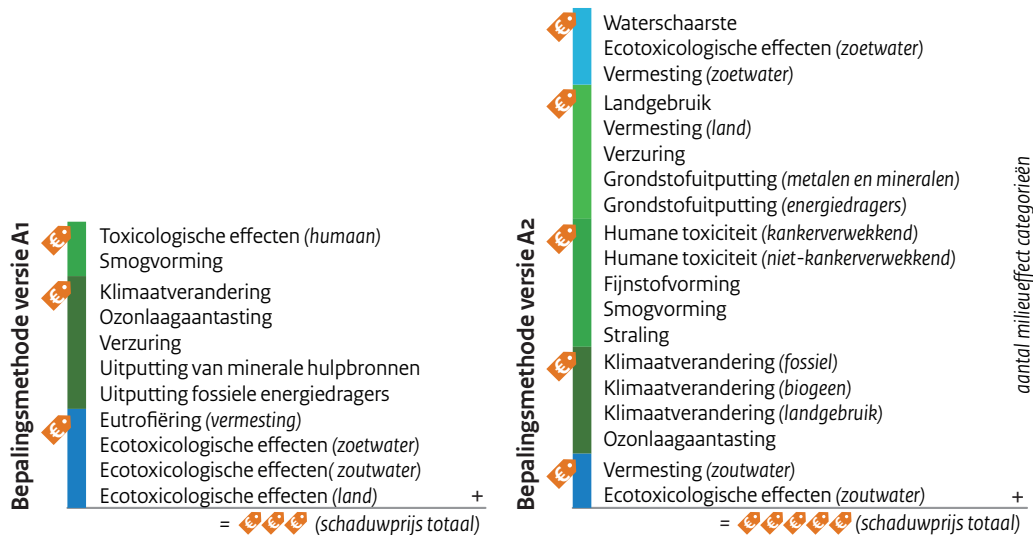 Bepalingsmethode versie A1
Toxicologische effecten (humaan)
Smogvorming
Klimaatverandering
Ozonlaagaantasting
Verzuring
Uitputting van minerale hulpbronnen
Uitputting fossiele energiedragers
Eutrofiëring (vermesting)
Ecotoxicologische effecten (zoetwater)
Ecotoxicologische effecten( zoutwater)
Ecotoxicologische effecten (land) +
= € € € (schaduwprijs totaal)
Bepalingsmethode versie A2
Waterschaarste
Ecotoxicologische effecten (zoetwater)
Vermesting (zoetwater)
Landgebruik
Vermesting (land)
Verzuring
Grondstofuitputting (metalen en mineralen)
Grondstofuitputting (energiedragers)
Humane toxiciteit (kankerverwekkend)
Humane toxiciteit (niet-kankerverwekkend)
Fijnstofvorming
Smogvorming
Straling
Klimaatverandering (fossiel)
Klimaatverandering (biogeen)
Klimaatverandering (landgebruik)
Ozonlaagaantasting
Vermesting (zoutwater)
Ecotoxicologische effecten (zoutwater) +
= € € € € € (schaduwprijs totaal)
aantal milieueffect categorieën